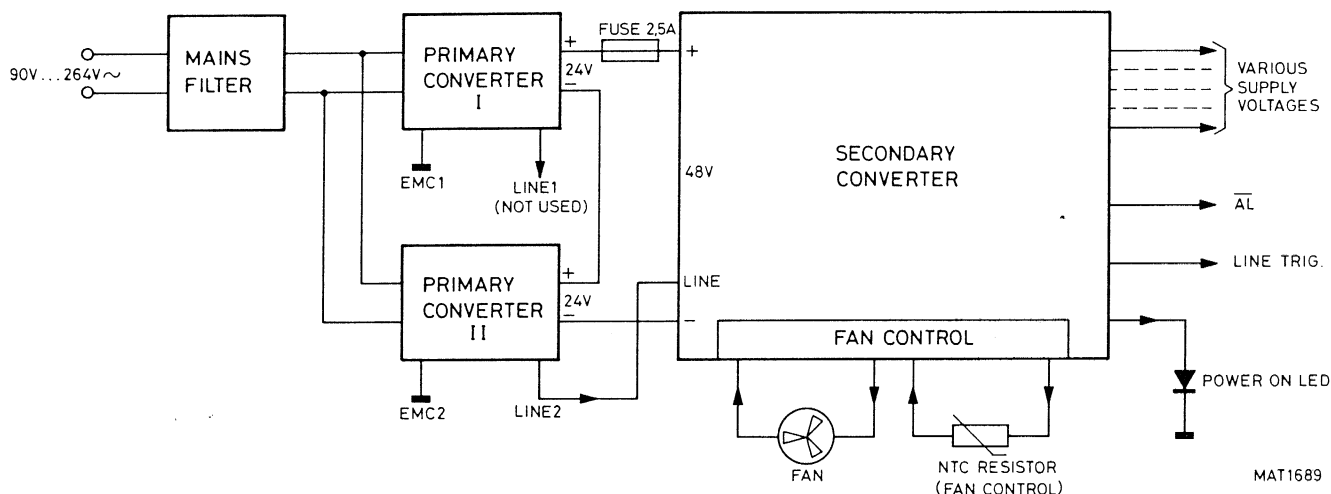 90V...264V~
MAINS
FILTER
PRIMARY
CONVERTER
I
+
24V
−
FUSE 2,5A
EMC1
LINE1
(NOT USED)
PRIMARY
CONVERTER
II
+
24V
−
EMC2
LINE2
+
48V
LINE
−
SECONDARY
CONVERTER
FAN CONTROL
FAN
NTC RESISTOR
(FAN CONTROL)
VARIOUS
SUPPLY
VOLTAGES
A̅L̅
LINE TRIG.
POWER ON LED
MAT1689